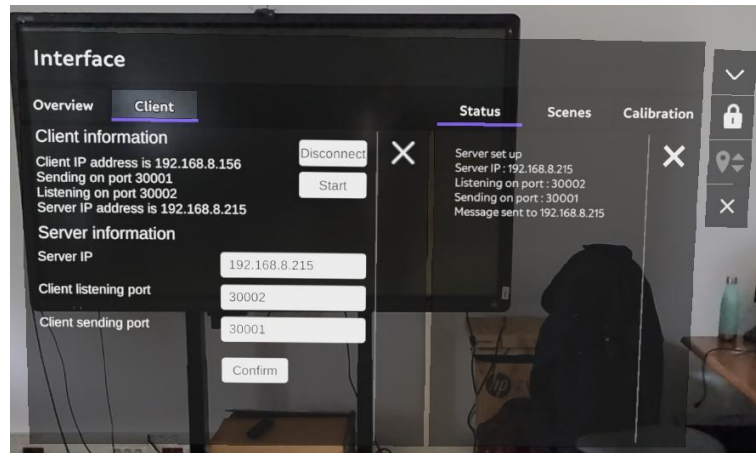 Interface
Overview Client
Client information
Client IP address is 192.168.8.156
Sending on port 30001
Listening on port 30002
Server IP address is 192.168.8.215
Disconnect
Start
Server information
Server IP
192.168.8.215
Client listening port
30002
Client sending port
30001
Confirm
Status Scenes Calibration
Server set up
Server IP : 192.168.8.215
Listening on port : 30002
Sending on port : 30001
Message sent to 192.168.8.215
hp